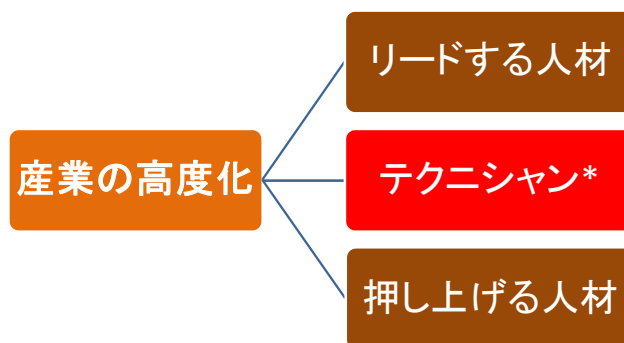 リードする人材
産業の高度化
テクニシャン*
押し上げる人材